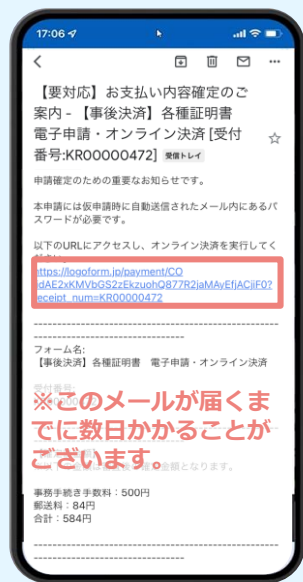 17:06
【要対応】お支払い内容確定のご
案内 - 【事後決済】各種証明書
電子申請・オンライン決済 [受付
番号:KR00000472] 受信トレイ
申請確定のための重要なお知らせです。
本申請には仮申請時に自動送信されたメール内にあるパ
スワードが必要です。
以下のURLにアクセスし、オンライン決済を実行してく
https://logoform.jp/payment/CO
dAE2xKMVbGS2zEkzuohQ877R2jaMAvEfjACjiF0?
receipt_num=KR00000472
------------------------------------------------
------------------------------
フォーム名:
【事後決済】各種証明書 電子申請・オンライン決済
※このメールが届くま
でに数日かかることが
ございます。
事務手続き手数料：500円
郵送料：84円
合計：584円
------------------------------------------------
------------------------------